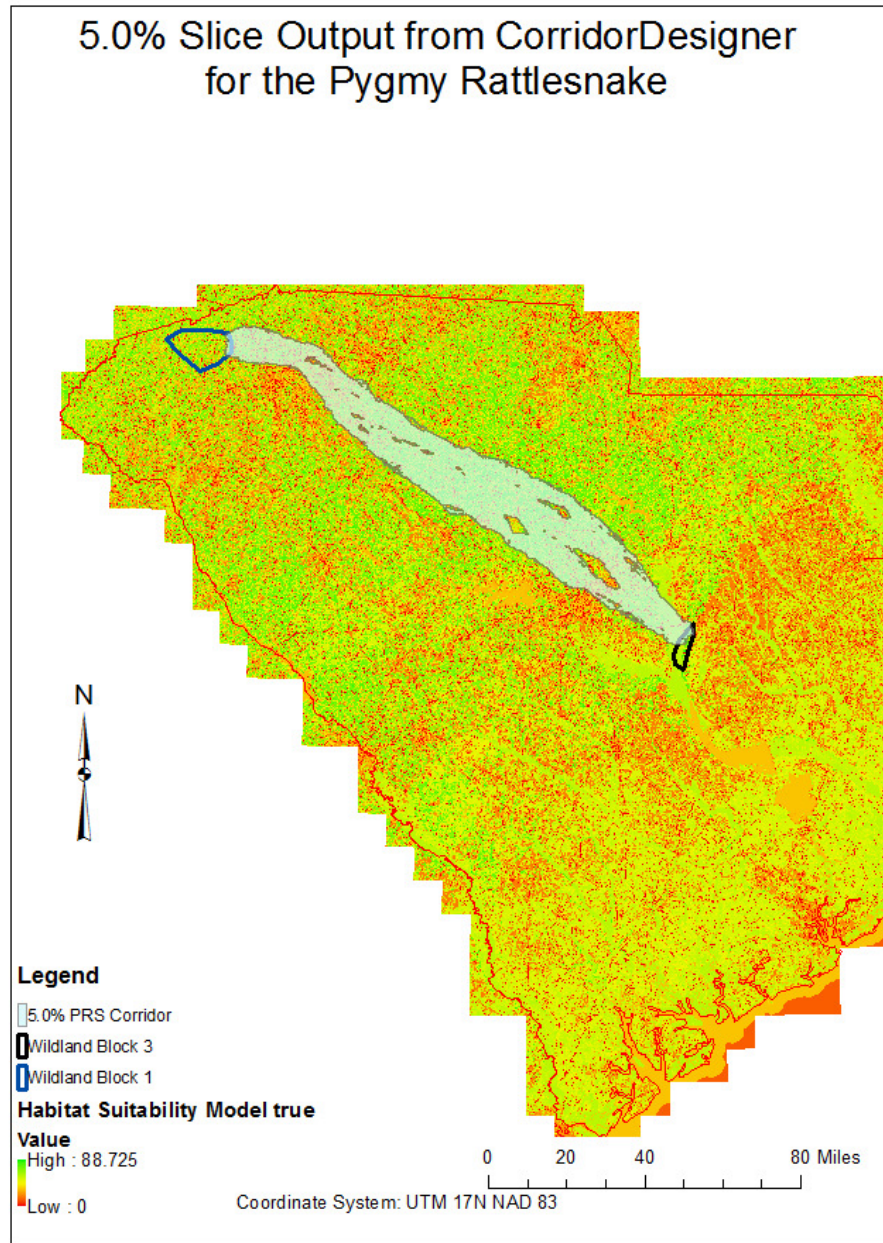 5.0% Slice Output from CorridorDesigner
for the Pygmy Rattlesnake
N
Legend
5.0% PRS Corridor
Wildland Block 3
Wildland Block 1
Habitat Suitability Model true
Value
High : 88.725
Low : 0
0 20 40 80 Miles
Coordinate System: UTM 17N NAD 83